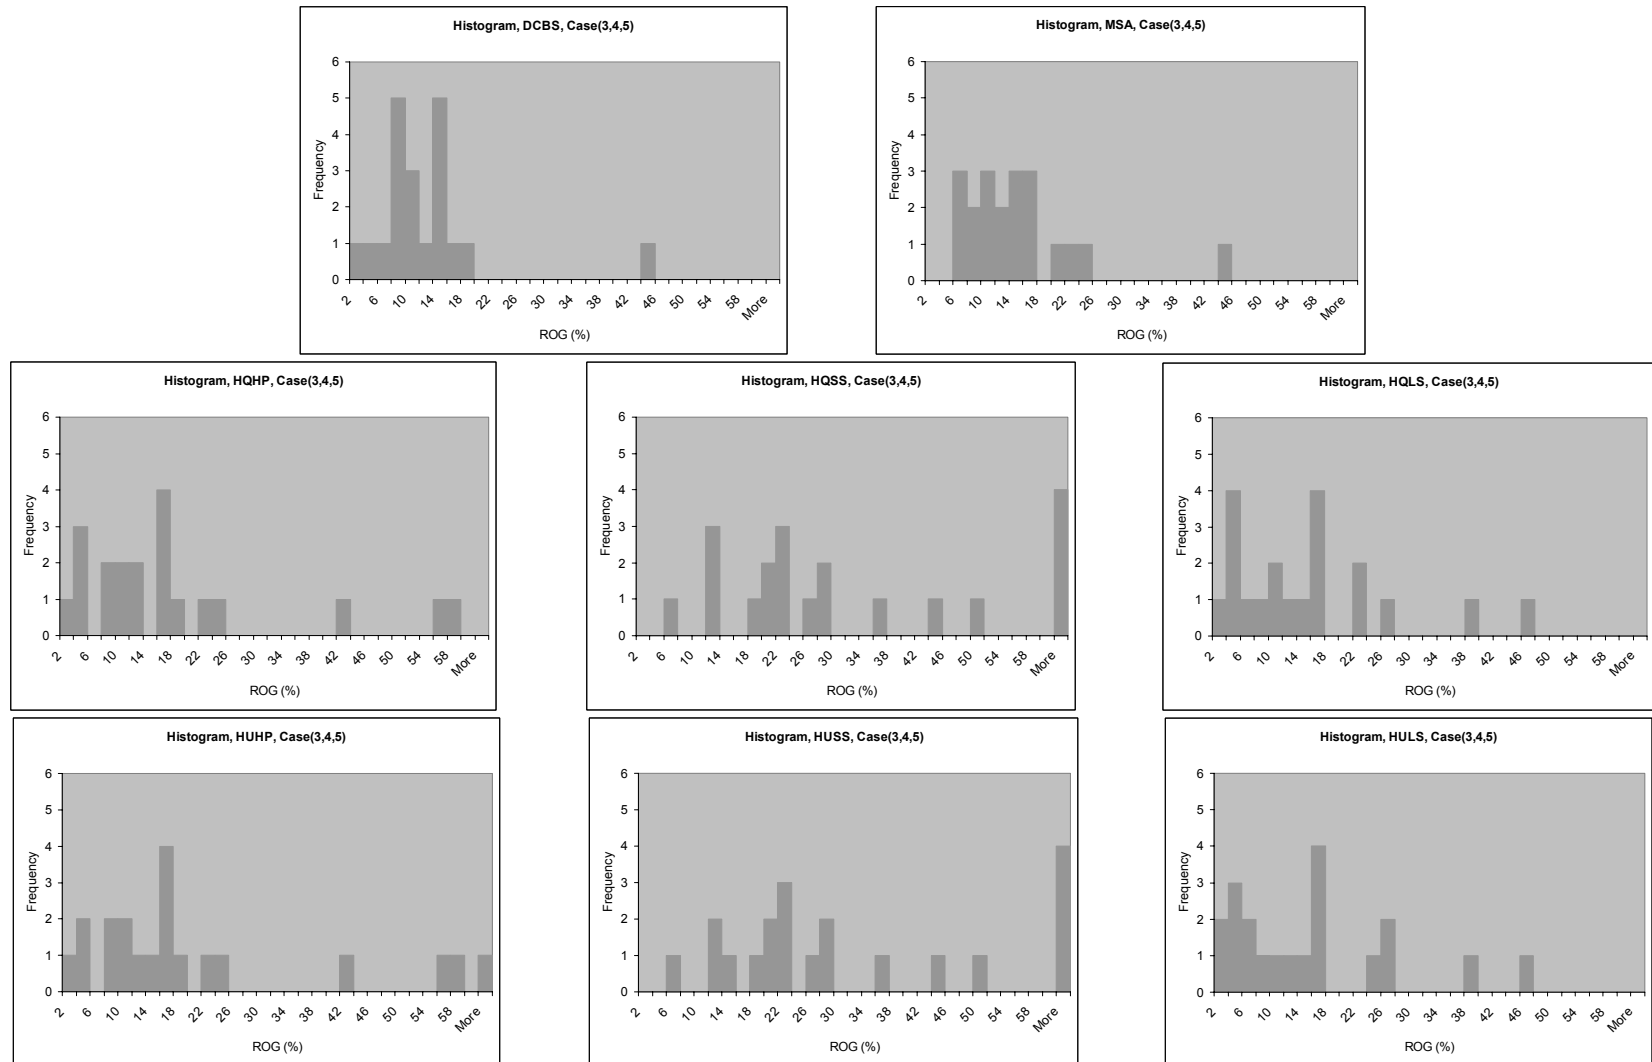 Histogram, DCBS, Case(3,4,5)
6
5
4
3
2
1
0
Frequency
2 6 10 14 18 22 26 30 34 38 42 46 50 54 58 More
ROG (%)
Histogram, MSA, Case(3,4,5)
6
5
4
3
2
1
0
Frequency
2 6 10 14 18 22 26 30 34 38 42 46 50 54 58 More
ROG (%)
Histogram, HQHP, Case(3,4,5)
6
5
4
3
2
1
0
Frequency
2 6 10 14 18 22 26 30 34 38 42 46 50 54 58 More
ROG (%)
Histogram, HQSS, Case(3,4,5)
6
5
4
3
2
1
0
Frequency
2 6 10 14 18 22 26 30 34 38 42 46 50 54 58 More
ROG (%)
Histogram, HQLS, Case(3,4,5)
6
5
4
3
2
1
0
Frequency
2 6 10 14 18 22 26 30 34 38 42 46 50 54 58 More
ROG (%)
Histogram, HUHP, Case(3,4,5)
6
5
4
3
2
1
0
Frequency
2 6 10 14 18 22 26 30 34 38 42 46 50 54 58 More
ROG (%)
Histogram, HUSS, Case(3,4,5)
6
5
4
3
2
1
0
Frequency
2 6 10 14 18 22 26 30 34 38 42 46 50 54 58 More
ROG (%)
Histogram, HULS, Case(3,4,5)
6
5
4
3
2
1
0
Frequency
2 6 10 14 18 22 26 30 34 38 42 46 50 54 58 More
ROG (%)